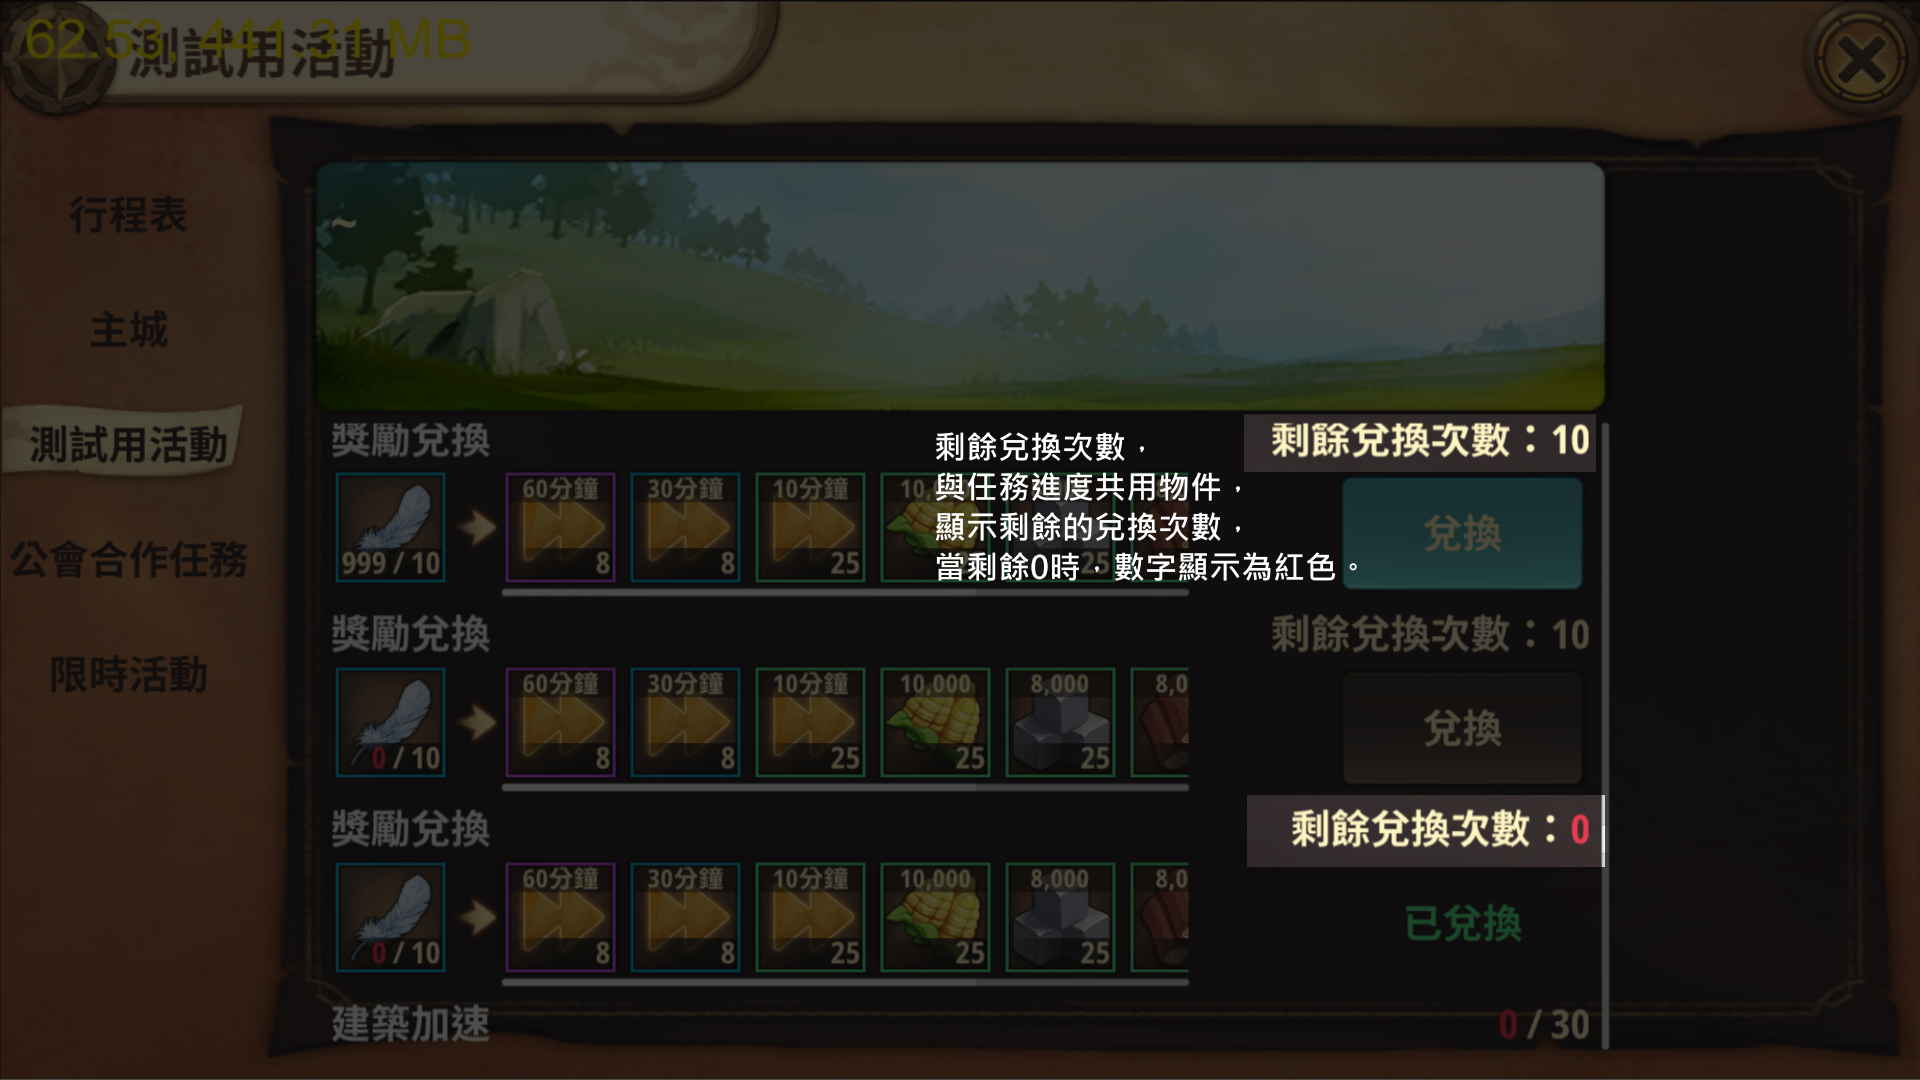 62.53, 441.31 MB
測試用活動
行程表
主城
測試用活動
公會合作任務
限時活動
~
獎勵兌換
剩餘兌換次數：10
剩餘兌換次數，
與任務進度共用物件，
顯示剩餘的兌換次數，
當剩餘0時，數字顯示為紅色。
60分鐘
30分鐘
10分鐘
10,0
999 / 10
8
8
25
25
兌換
獎勵兌換
剩餘兌換次數：10
60分鐘
30分鐘
10分鐘
10,000
8,000
8,0
0 / 10
8
8
25
25
25
兌換
獎勵兌換
剩餘兌換次數：0
60分鐘
30分鐘
10分鐘
10,000
8,000
8,0
0 / 10
8
8
25
25
25
已兌換
建築加速
0 / 30